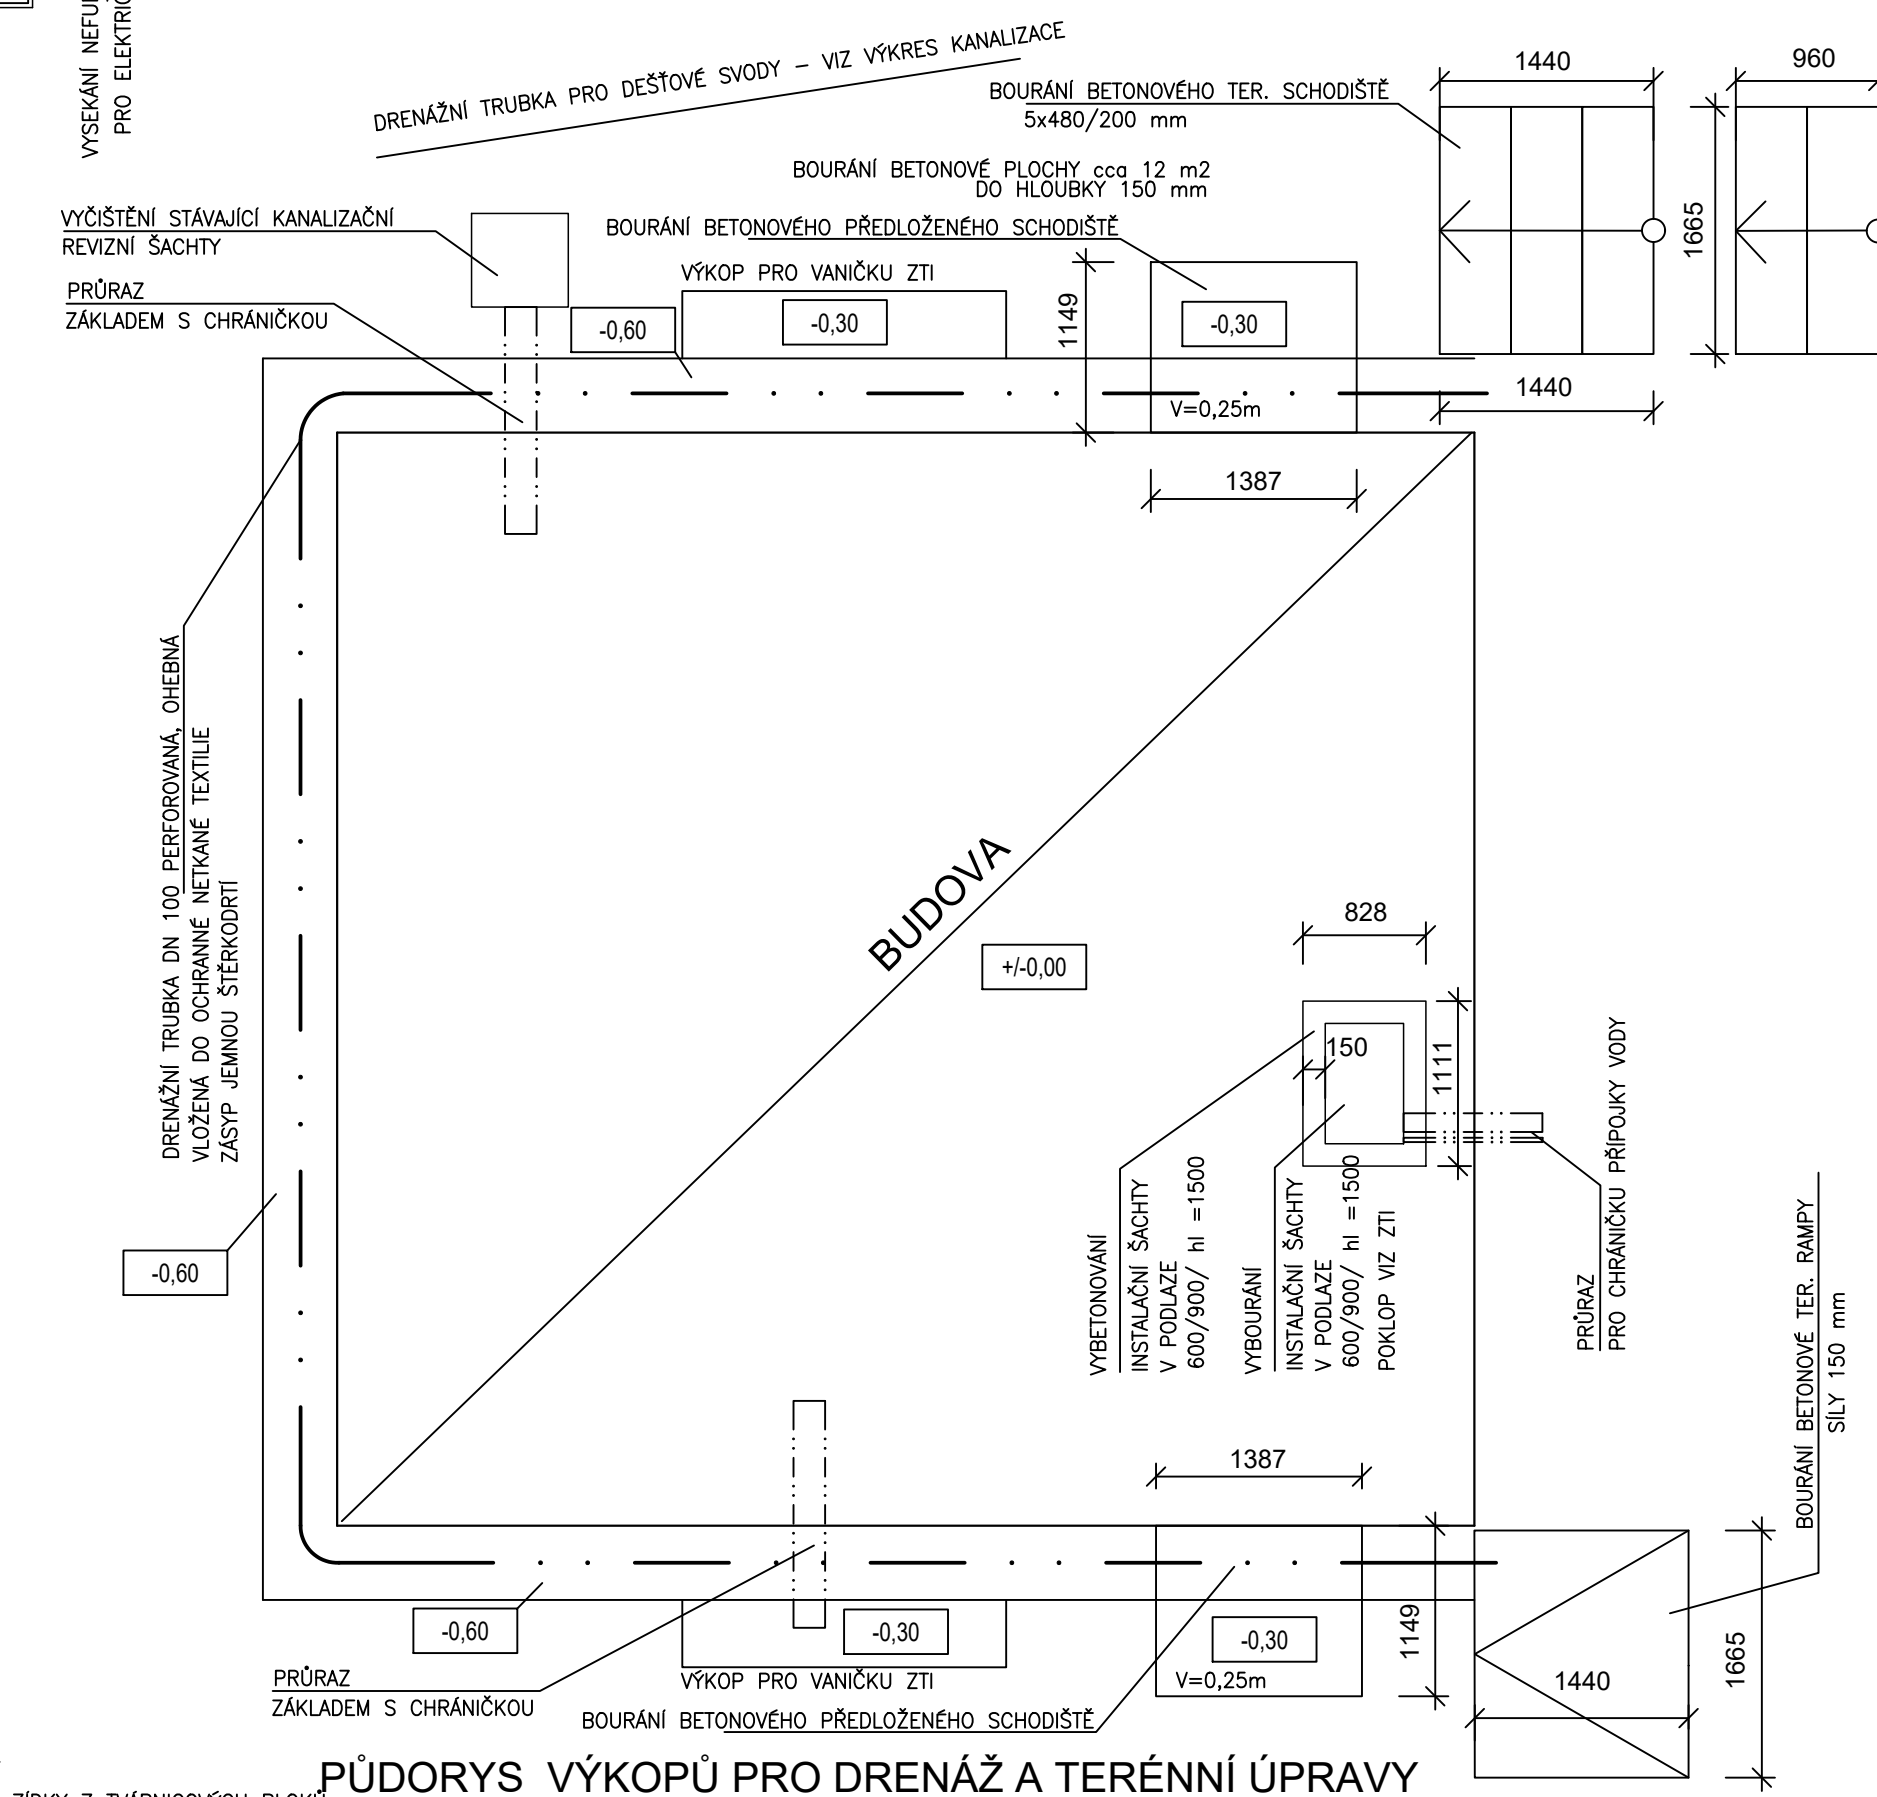 PRO
DRENÁŽNÍ TRUBKA PRO DEŠŤOVÉ SVODY – VIZ VÝKRES KANALIZACE
BOURÁNÍ BETONOVÉHO TER. SCHODIŠTĚ
5x480/200 mm
1440
960
BOURÁNÍ BETONOVÉ PLOCHY cca 12 m2
DO HLOUBKY 150 mm
1665
VYČIŠTĚNÍ STÁVAJÍCÍ KANALIZAČNÍ
REVIZNÍ ŠACHTY
BOURÁNÍ BETONOVÉHO PŘEDLOŽENÉHO SCHODIŠTĚ
VÝKOP PRO VANIČKU ZTI
PRŮRAZ
ZÁKLADEM S CHRÁNIČKOU
-0,60
-0,30
1149
-0,30
1440
V=0,25m
1387
DRENÁŽNÍ TRUBKA DN 100 PERFOROVANÁ, OHEBNÁ
VLOŽENÁ DO OCHRANNÉ NETKANÉ TEXTILIE
ZÁSYP JEMNOU ŠTĚRKODRTÍ
BUDOVA
+/-0,00
828
150
1111
VYBETONOVÁNÍ
INSTALAČNÍ ŠACHTY
V PODLAZE
600/900/ hl =1500
VYBOURÁNÍ
INSTALAČNÍ ŠACHTY
V PODLAZE
600/900/ hl =1500
POKLOP VIZ ZTI
PRŮRAZ
PRO CHRÁNIČKU PŘÍPOJKY VODY
BOURÁNÍ BETONOVÉ TER. RAMPY
SÍLY 150 mm
-0,60
1387
-0,60
-0,30
-0,30
1149
1440
1665
V=0,25m
PRŮRAZ
ZÁKLADEM S CHRÁNIČKOU
VÝKOP PRO VANIČKU ZTI
BOURÁNÍ BETONOVÉHO PŘEDLOŽENÉHO SCHODIŠTĚ
PŮDORYS VÝKOPŮ PRO DRENÁŽ A TERÉNNÍ ÚPRAVY